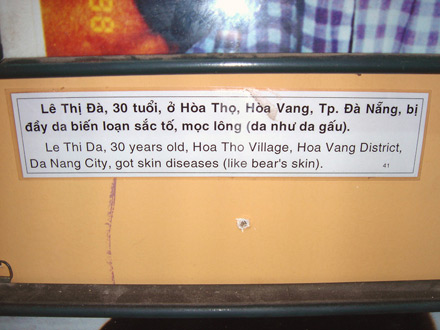 Lê Thị Đà, 30 tuổi, ở Hòa Thọ, Hòa Vang, Tp. Đà Nẵng, bị
đầy da biến loạn sắc tố, mọc lông (da như da gấu).
Le Thi Da, 30 years old, Hoa Tho Village, Hoa Vang District,
Da Nang City, got skin diseases (like bear's skin).
41